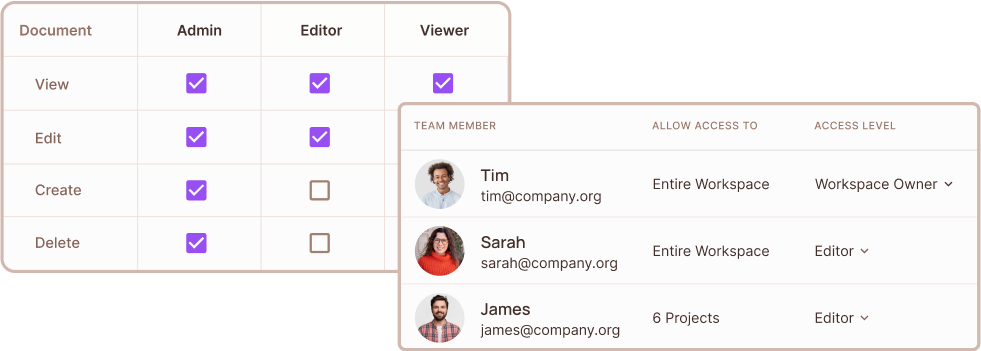 Document Admin Editor Viewer
View
Edit
Create
Delete
TEAM MEMBER ALLOW ACCESS TO ACCESS LEVEL
Tim
tim@company.org Entire Workspace Workspace Owner
Sarah
sarah@company.org Entire Workspace Editor
James
james@company.org 6 Projects Editor